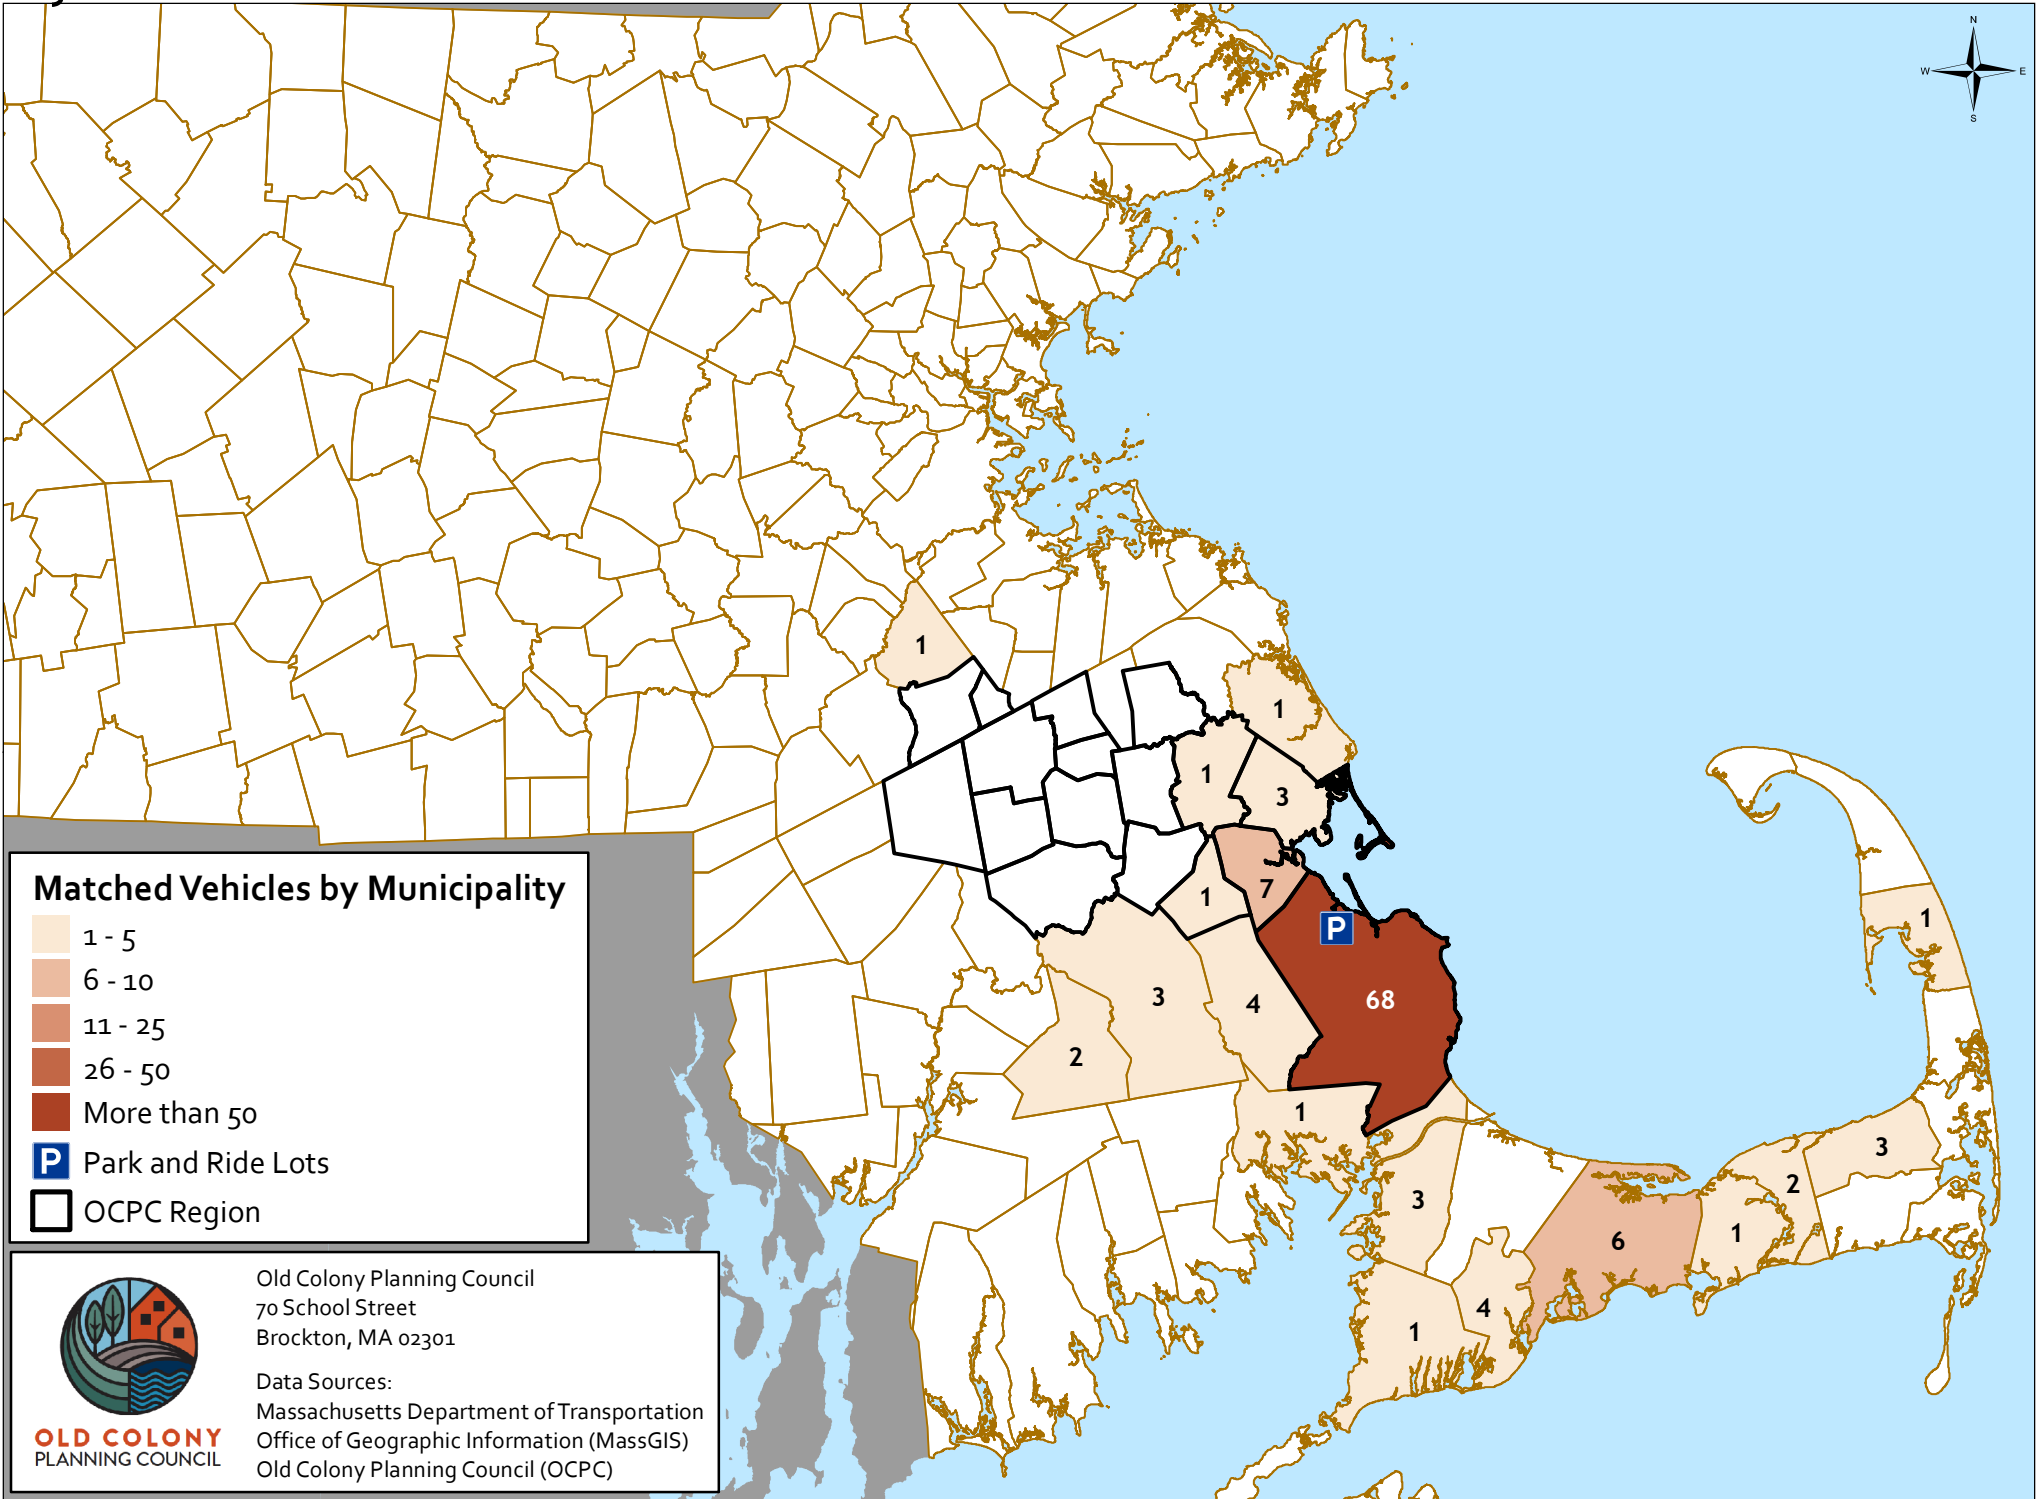 N
W E
S
1
1
1
3
1
7
P
1
68
3
4
2
1
3
2
3
6
1
4
1
Matched Vehicles by Municipality
1 - 5
6 - 10
11 - 25
26 - 50
More than 50
P Park and Ride Lots
OCPC Region
OLD COLONY
PLANNING COUNCIL
Old Colony Planning Council
70 School Street
Brockton, MA 02301
Data Sources:
Massachusetts Department of Transportation
Office of Geographic Information (MassGIS)
Old Colony Planning Council (OCPC)